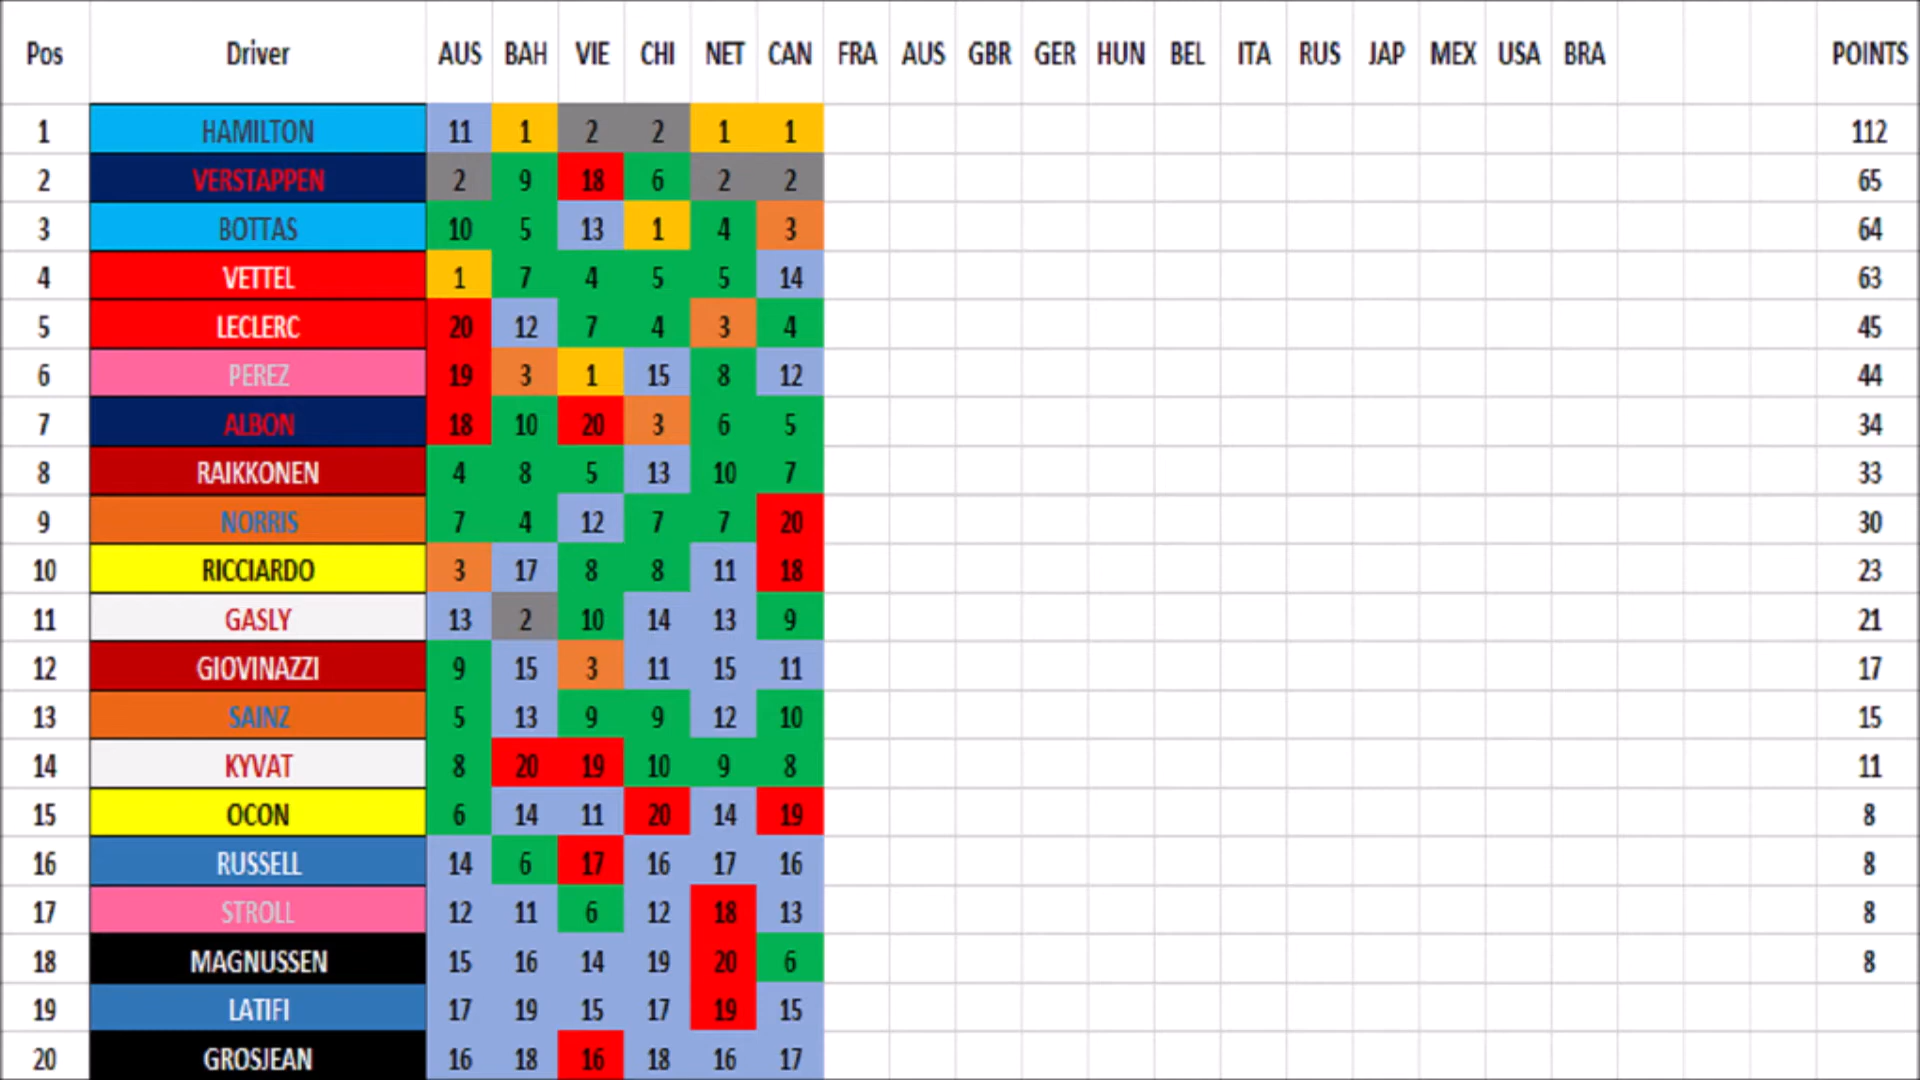 Pos Driver AUS BAH VIE CHI NET CAN FRA AUS GBR GER HUN BEL ITA RUS JAP MEX USA BRA POINTS
1 HAMILTON 11 1 2 2 1 1 112
2 VERSTAPPEN 2 9 18 6 2 2 65
3 BOTTAS 10 5 13 1 4 3 64
4 VETTEL 1 7 4 5 5 14 63
5 LECLERC 20 12 7 4 3 4 45
6 PEREZ 19 3 1 15 8 12 44
7 ALBON 18 10 20 3 6 5 34
8 RAIKKONEN 4 8 5 13 10 7 33
9 NORRIS 7 4 12 7 7 20 30
10 RICCIARDO 3 17 8 8 11 18 23
11 GASLY 13 2 10 14 13 9 21
12 GIOVINAZZI 9 15 3 11 15 11 17
13 SAINZ 5 13 9 9 12 10 15
14 KYVAT 8 20 19 10 9 8 11
15 OCON 6 14 11 20 14 19 8
16 RUSSELL 14 6 17 16 17 16 8
17 STROLL 12 11 6 12 18 13 8
18 MAGNUSSEN 15 16 14 19 20 6 8
19 LATIFI 17 19 15 17 19 15
20 GROSJEAN 16 18 16 18 16 17